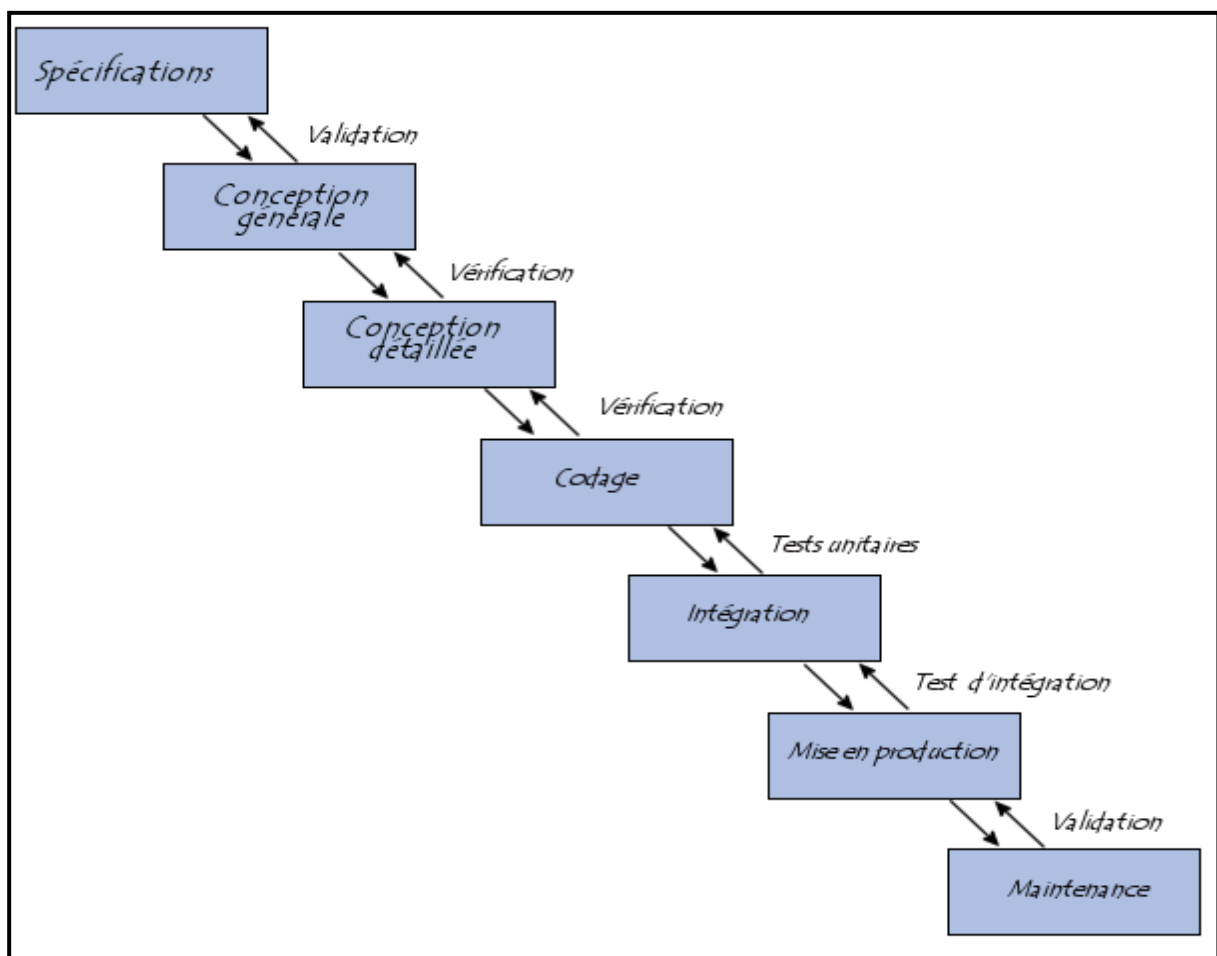 Spécifications
Validation
Conception
générale
Vérification
Conception
détaillée
Vérification
Codage
Tests unitaires
Intégration
Test d'intégration
Mise en production
Validation
Maintenance